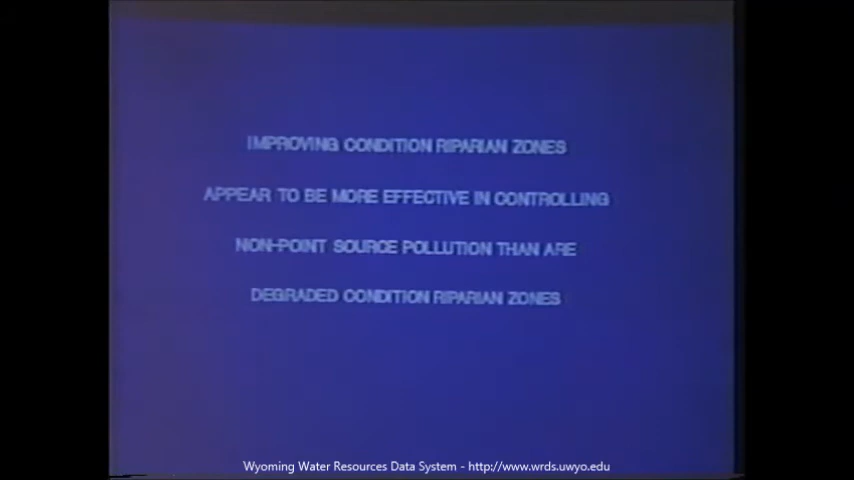 IMPROVING CONDITION RIPARIAN ZONES
APPEAR TO BE MORE EFFECTIVE IN CONTROLLING
NON-POINT SOURCE POLLUTION THAN ARE
DEGRADED CONDITION RIPARIAN ZONES
Wyoming Water Resources Data System - http://www.wrds.uwyo.edu